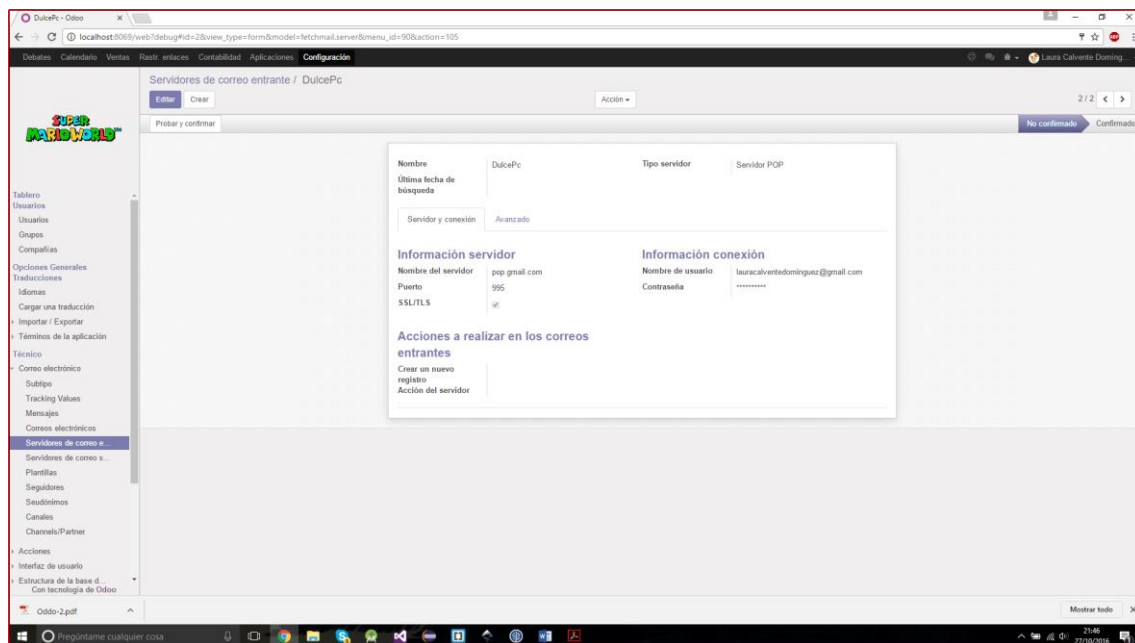 DulcePc - Odoo
localhost:8069/web?debug#id=2&view_type=form&model=fetchmail.server&menu_id=90&action=105
Debates Calendario Ventas Rastr. enlaces Contabilidad Aplicaciones Configuración Laura Calvente Doming...
Servidores de correo entrante / DulcePc
Editar Crear Acción 2 / 2
Probar y confirmar No confirmado Confirmado
SUPER
MARIO WORLD™
Nombre DulcePc Tipo servidor Servidor POP
Última fecha de
búsqueda
Servidor y conexión Avanzado
Información servidor Información conexión
Nombre del servidor pop.gmail.com Nombre de usuario lauracalventedominguez@gmail.com
Puerto 995 Contraseña **********
SSL/TLS
Acciones a realizar en los correos
entrantes
Crear un nuevo
registro
Acción del servidor
Tablero
Usuarios
Usuarios
Grupos
Compañías
Opciones Generales
Traducciones
Idiomas
Cargar una traducción
Importar / Exportar
Términos de la aplicación
Técnico
Correo electrónico
Subtipo
Tracking Values
Mensajes
Correos electrónicos
Servidores de correo e...
Servidores de correo s...
Plantillas
Seguidores
Seudónimos
Canales
Channels/Partner
Acciones
Interfaz de usuario
Estructura de la base d...
Con tecnología de Odoo
Oddo-2.pdf Mostrar todo
Pregúntame cualquier cosa
21:46
27/10/2016